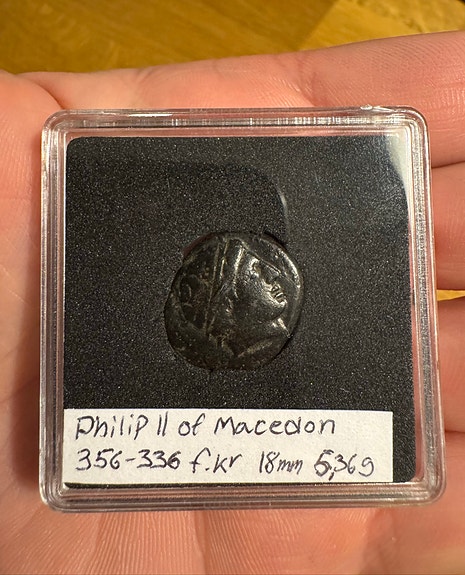 Philip II of Macedon
356-336 f.kr 18mm 5,36g